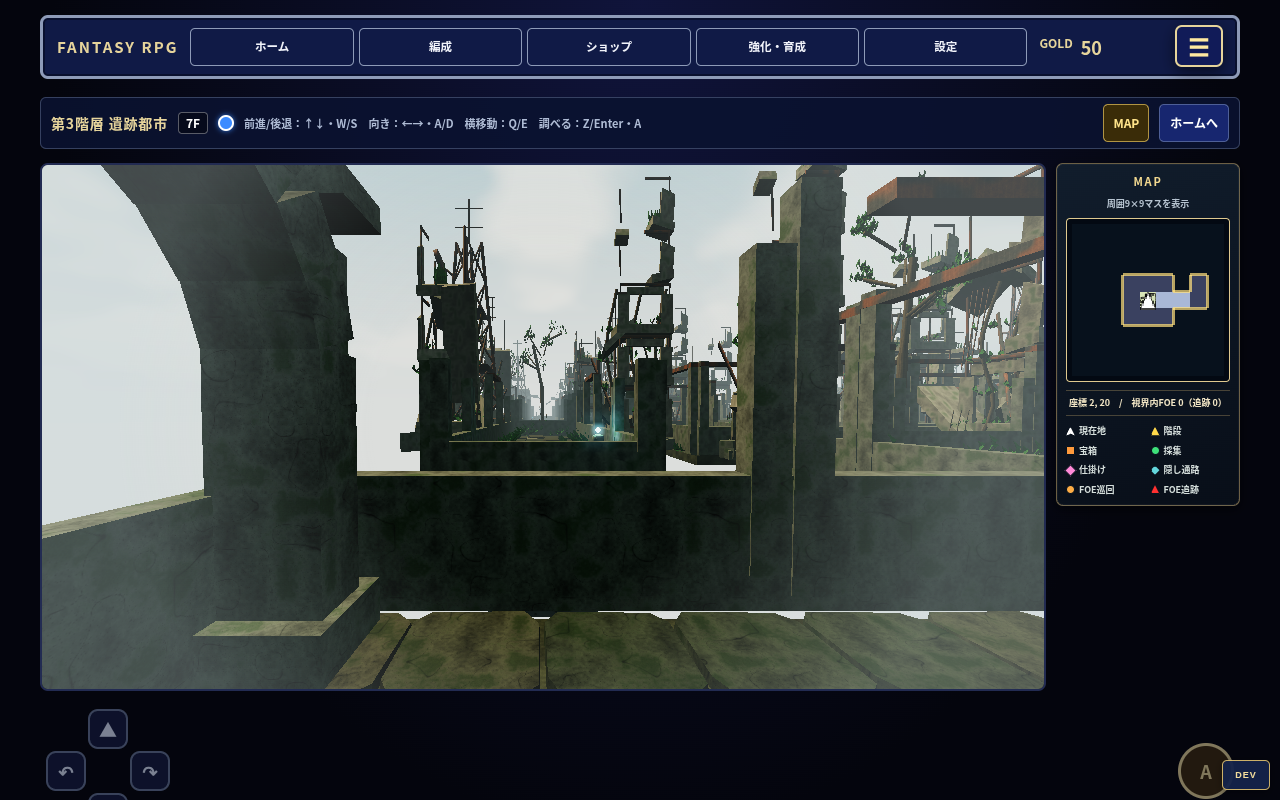 FANTASY RPG
ホーム
編成
ショップ
強化・育成
設定
GOLD 50
第3階層 遺跡都市
7F
前進/後退：↑↓・W/S 向き：←→・A/D 横移動：Q/E 調べる：Z/Enter・A
MAP
ホームへ
MAP
周囲9×9マスを表示
座標 2, 20 / 視界内FOE 0（追跡 0）
現在地
階段
宝箱
採集
仕掛け
隠し通路
FOE巡回
FOE追跡
A
DEV